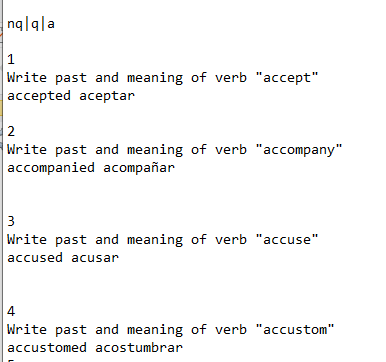 nq|q|a
1
Write past and meaning of verb "accept"
accepted aceptar
2
Write past and meaning of verb "accompany"
accompanied acompañar
3
Write past and meaning of verb "accuse"
accused acusar
4
Write past and meaning of verb "accustom"
accustomed acostumbrar